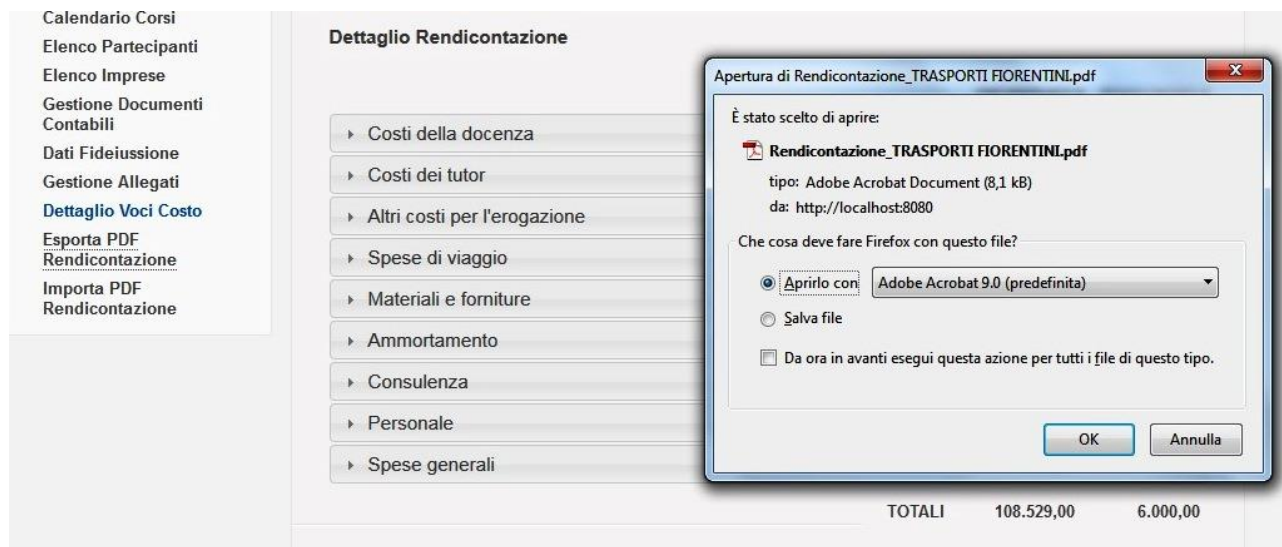 Calendario Corsi
Elenco Partecipanti
Elenco Imprese
Gestione Documenti
Contabili
Dati Fideiussione
Gestione Allegati
Dettaglio Voci Costo
Esporta PDF
Rendicontazione
Importa PDF
Rendicontazione
Dettaglio Rendicontazione
Costi della docenza
Costi dei tutor
Altri costi per l'erogazione
Spese di viaggio
Materiali e forniture
Ammortamento
Consulenza
Personale
Spese generali
TOTALI 108.529,00 6.000,00
Apertura di Rendicontazione_TRASPORTI FIORENTINI.pdf
È stato scelto di aprire:
Rendicontazione_TRASPORTI FIORENTINI.pdf
tipo: Adobe Acrobat Document (8,1 kB)
da: http://localhost:8080
Che cosa deve fare Firefox con questo file?
Aprirlo con Adobe Acrobat 9.0 (predefinita)
Salva file
Da ora in avanti esegui questa azione per tutti i file di questo tipo.
OK Annulla